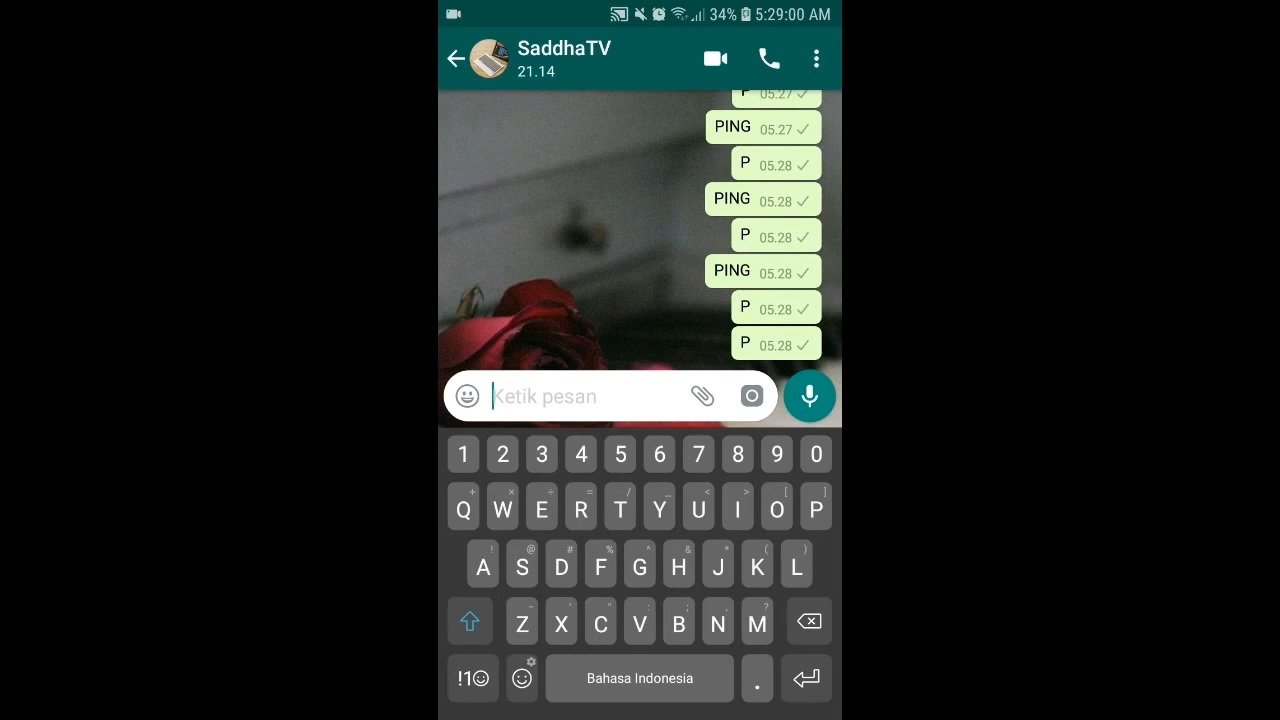 34% 5:29:00 AM
SaddhaTV
21.14
P 05.27
PING 05.27
P 05.28
PING 05.28
P 05.28
PING 05.28
P 05.28
P 05.28
Ketik pesan
1 2 3 4 5 6 7 8 9 0
+ × ÷ = / _ < > [ ]
Q W E R T Y U I O P
! @ # % ^ & * ( )
A S D F G H J K L
- ' " : ; , ?
Z X C V B N M
!1☺ Bahasa Indonesia .